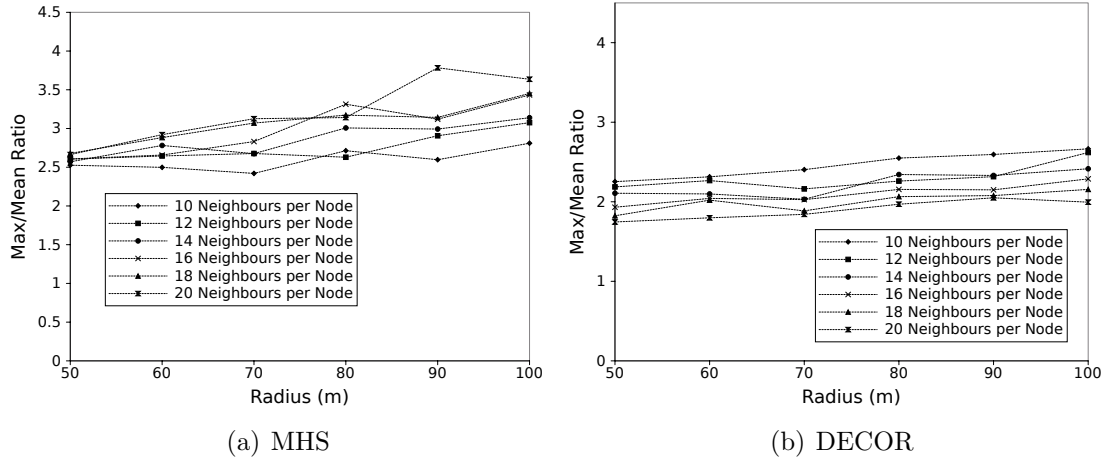 4.5
4
3.5
3
2.5
2
1.5
1
0.5
0
Max/Mean Ratio
10 Neighbours per Node
12 Neighbours per Node
14 Neighbours per Node
16 Neighbours per Node
18 Neighbours per Node
20 Neighbours per Node
50 60 70 80 90 100
Radius (m)
(a) MHS
4
3
2
1
0
Max/Mean Ratio
10 Neighbours per Node
12 Neighbours per Node
14 Neighbours per Node
16 Neighbours per Node
18 Neighbours per Node
20 Neighbours per Node
50 60 70 80 90 100
Radius (m)
(b) DECOR